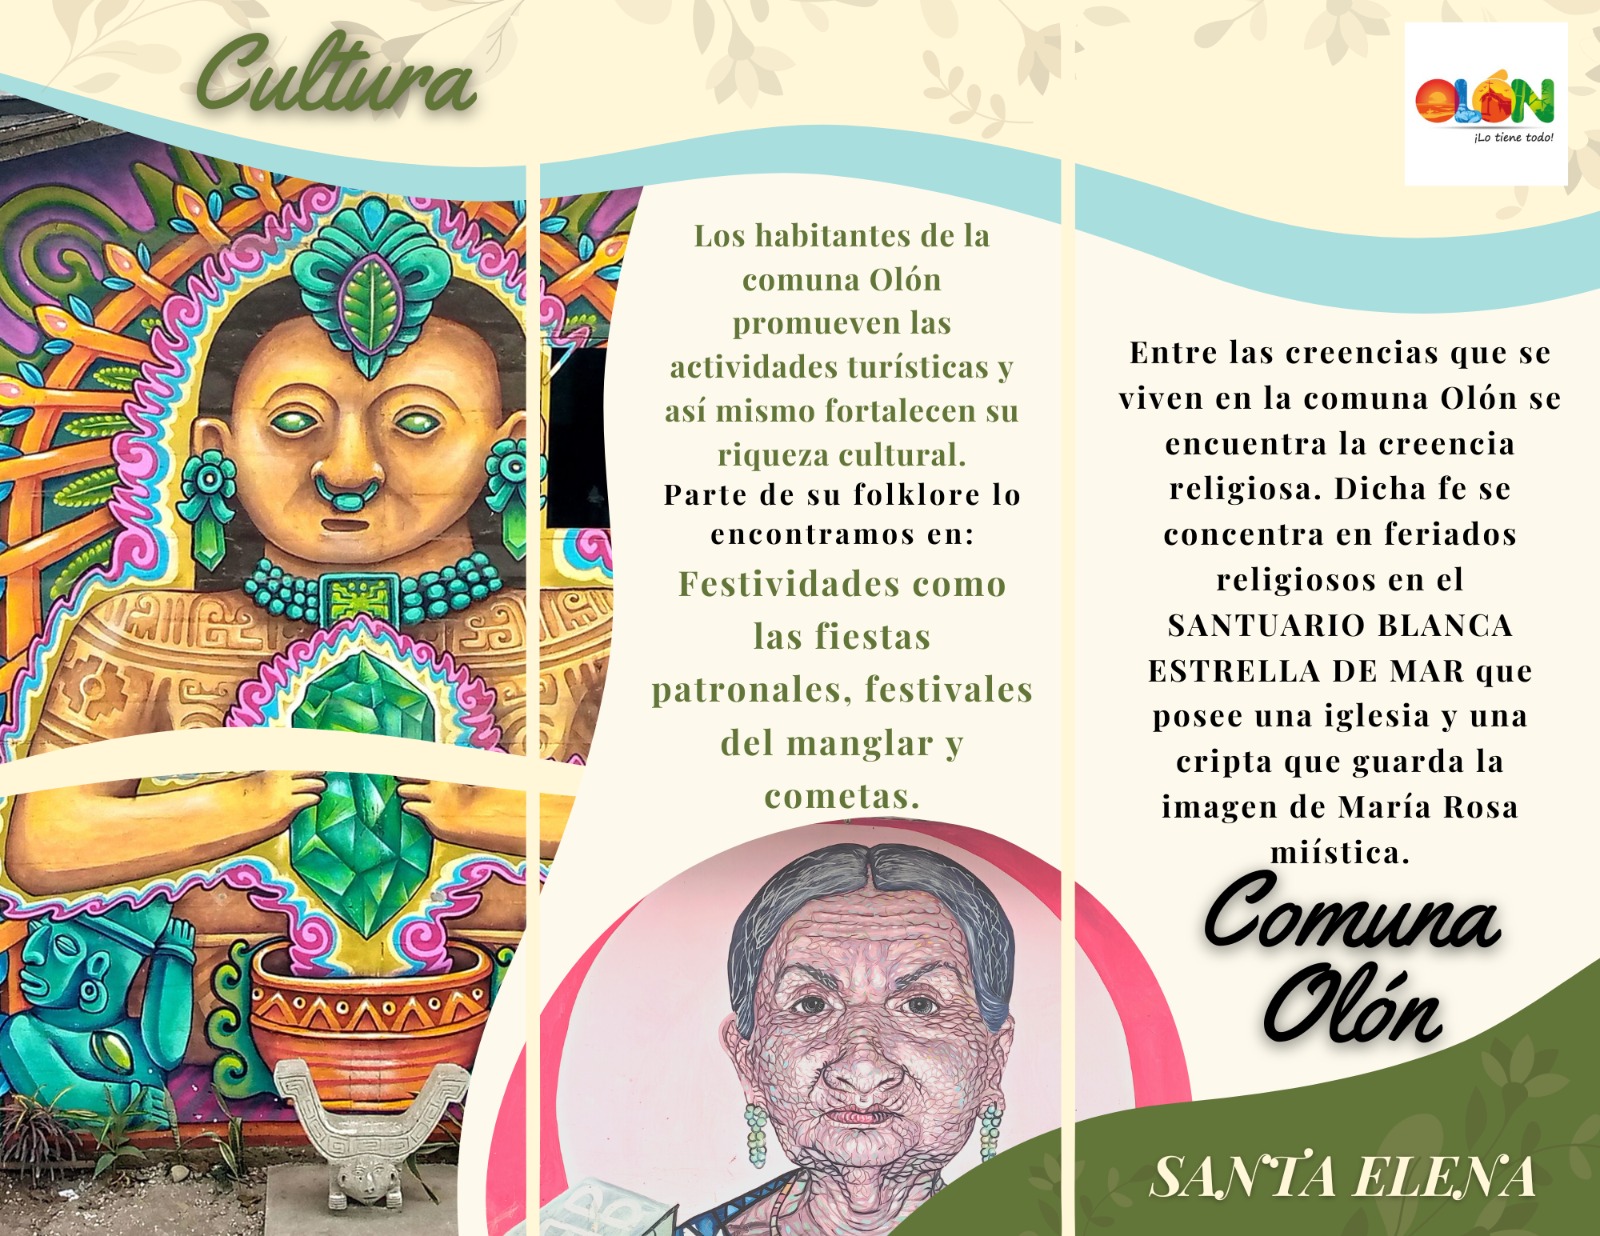 Cultura
OLÓN
¡Lo tiene todo!
Los habitantes de la
comuna Olón
promueven las
actividades turísticas y
así mismo fortalecen su
riqueza cultural.
Parte de su folklore lo
encontramos en:
Festividades como
las fiestas
patronales, festivales
del manglar y
cometas.
Entre las creencias que se
viven en la comuna Olón se
encuentra la creencia
religiosa. Dicha fe se
concentra en feriados
religiosos en el
SANTUARIO BLANCA
ESTRELLA DE MAR que
posee una iglesia y una
cripta que guarda la
imagen de María Rosa
miística.
Comuna
Olón
SANTA ELENA